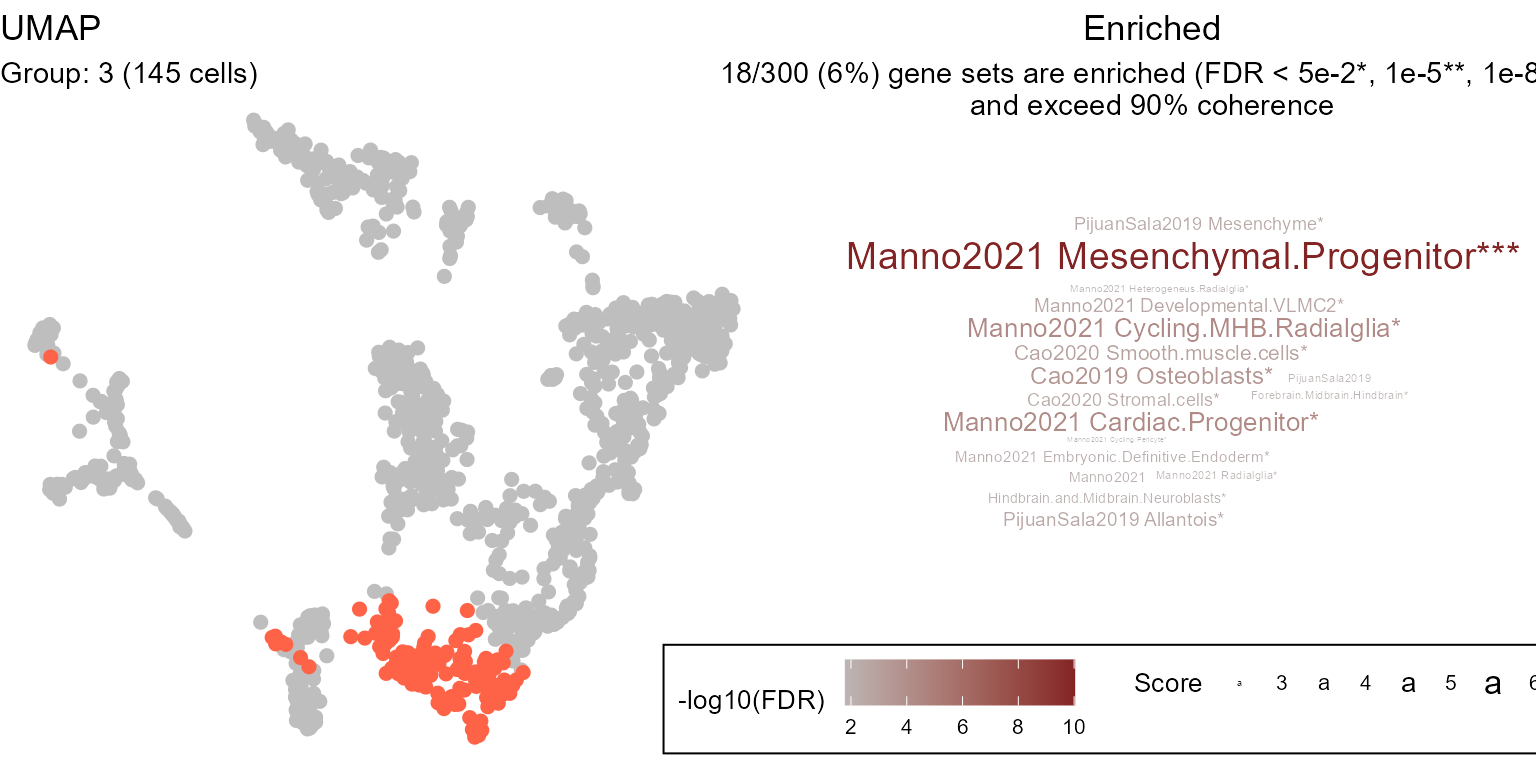 UMAP
Group: 3 (145 cells)
Enriched
18/300 (6%) gene sets are enriched (FDR < 5e-2*, 1e-5**, 1e-8
and exceed 90% coherence
PijuanSala2019 Mesenchyme*
Manno2021 Mesenchymal.Progenitor***
Manno2021 Heterogeneus.Radialglia*
Manno2021 Developmental.VLMC2*
Manno2021 Cycling.MHB.Radialglia*
Cao2020 Smooth.muscle.cells*
Cao2019 Osteoblasts*
PijuanSala2019
Forebrain.Midbrain.Hindbrain*
Cao2020 Stromal.cells*
Manno2021 Cardiac.Progenitor*
Manno2021 Cycling.Pericyte*
Manno2021 Embryonic.Definitive.Endoderm*
Manno2021
Manno2021 Radialglia*
Hindbrain.and.Midbrain.Neuroblasts*
PijuanSala2019 Allantois*
-log10(FDR)
2 4 6 8 10
Score a 3 a 4 a 5 a 6